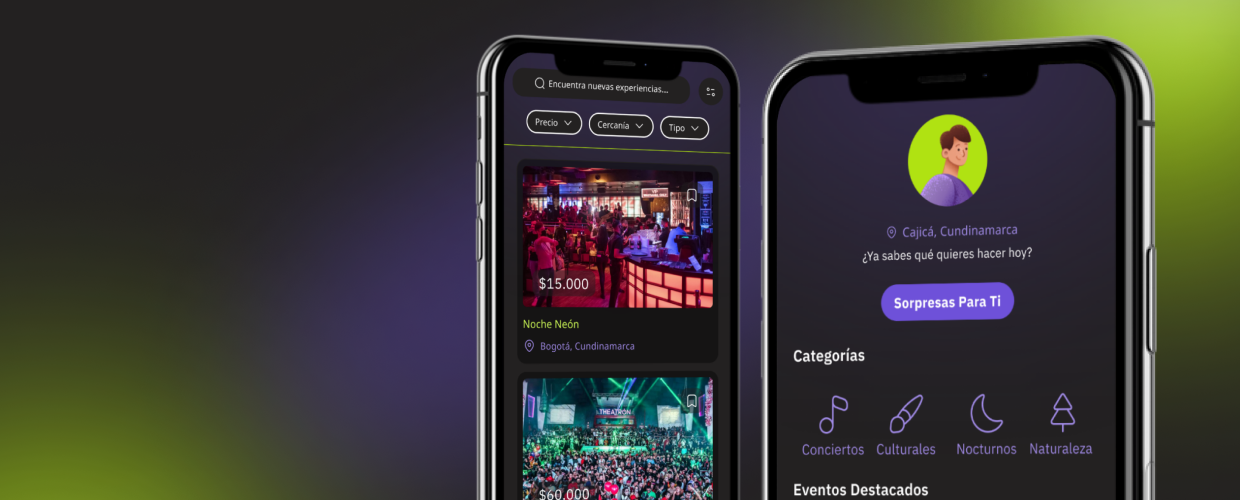 Encuentra nuevas experiencias...
Precio
Cercanía
Tipo
$15.000
Noche Neón
Bogotá, Cundinamarca
THEATRON
$60.000
Cajicá, Cundinamarca
¿Ya sabes qué quieres hacer hoy?
Sorpresas Para Ti
Categorías
Conciertos
Culturales
Nocturnos
Naturaleza
Eventos Destacados